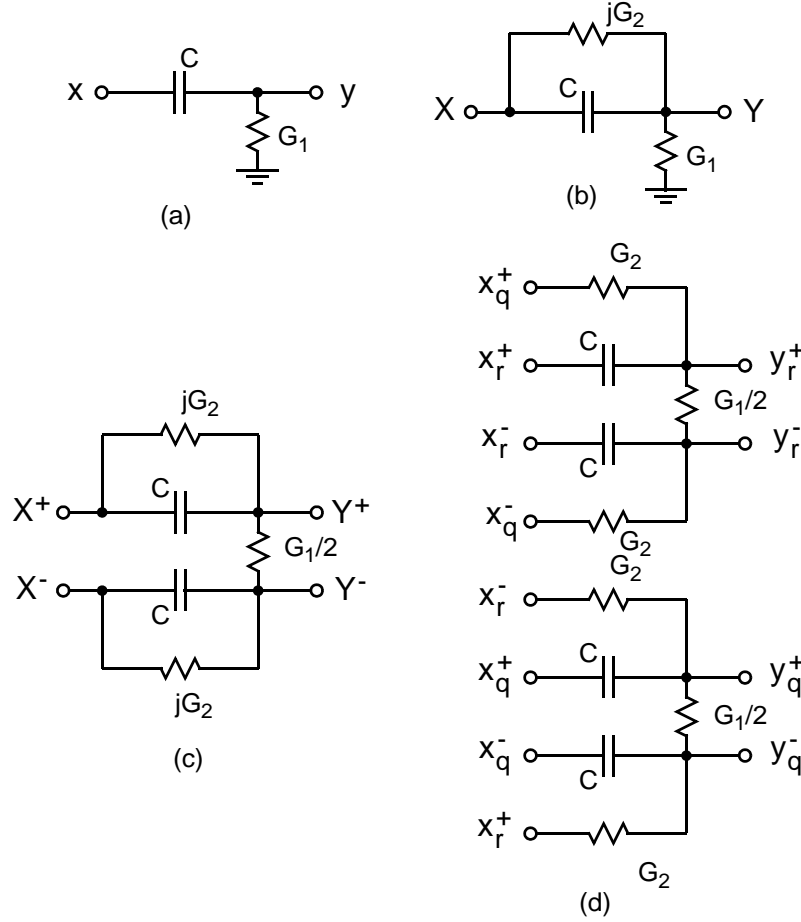 C
x
y
G1
(a)
jG2
C
X
Y
G1
(b)
jG2
C
X+
Y+
G1/2
X-
Y-
C
jG2
(c)
G2
xq+
C
xr+
yr+
G1/2
xr-
yr-
C
xq-
G2
G2
xr-
C
xq+
yq+
G1/2
xq-
yq-
C
xr+
G2
(d)